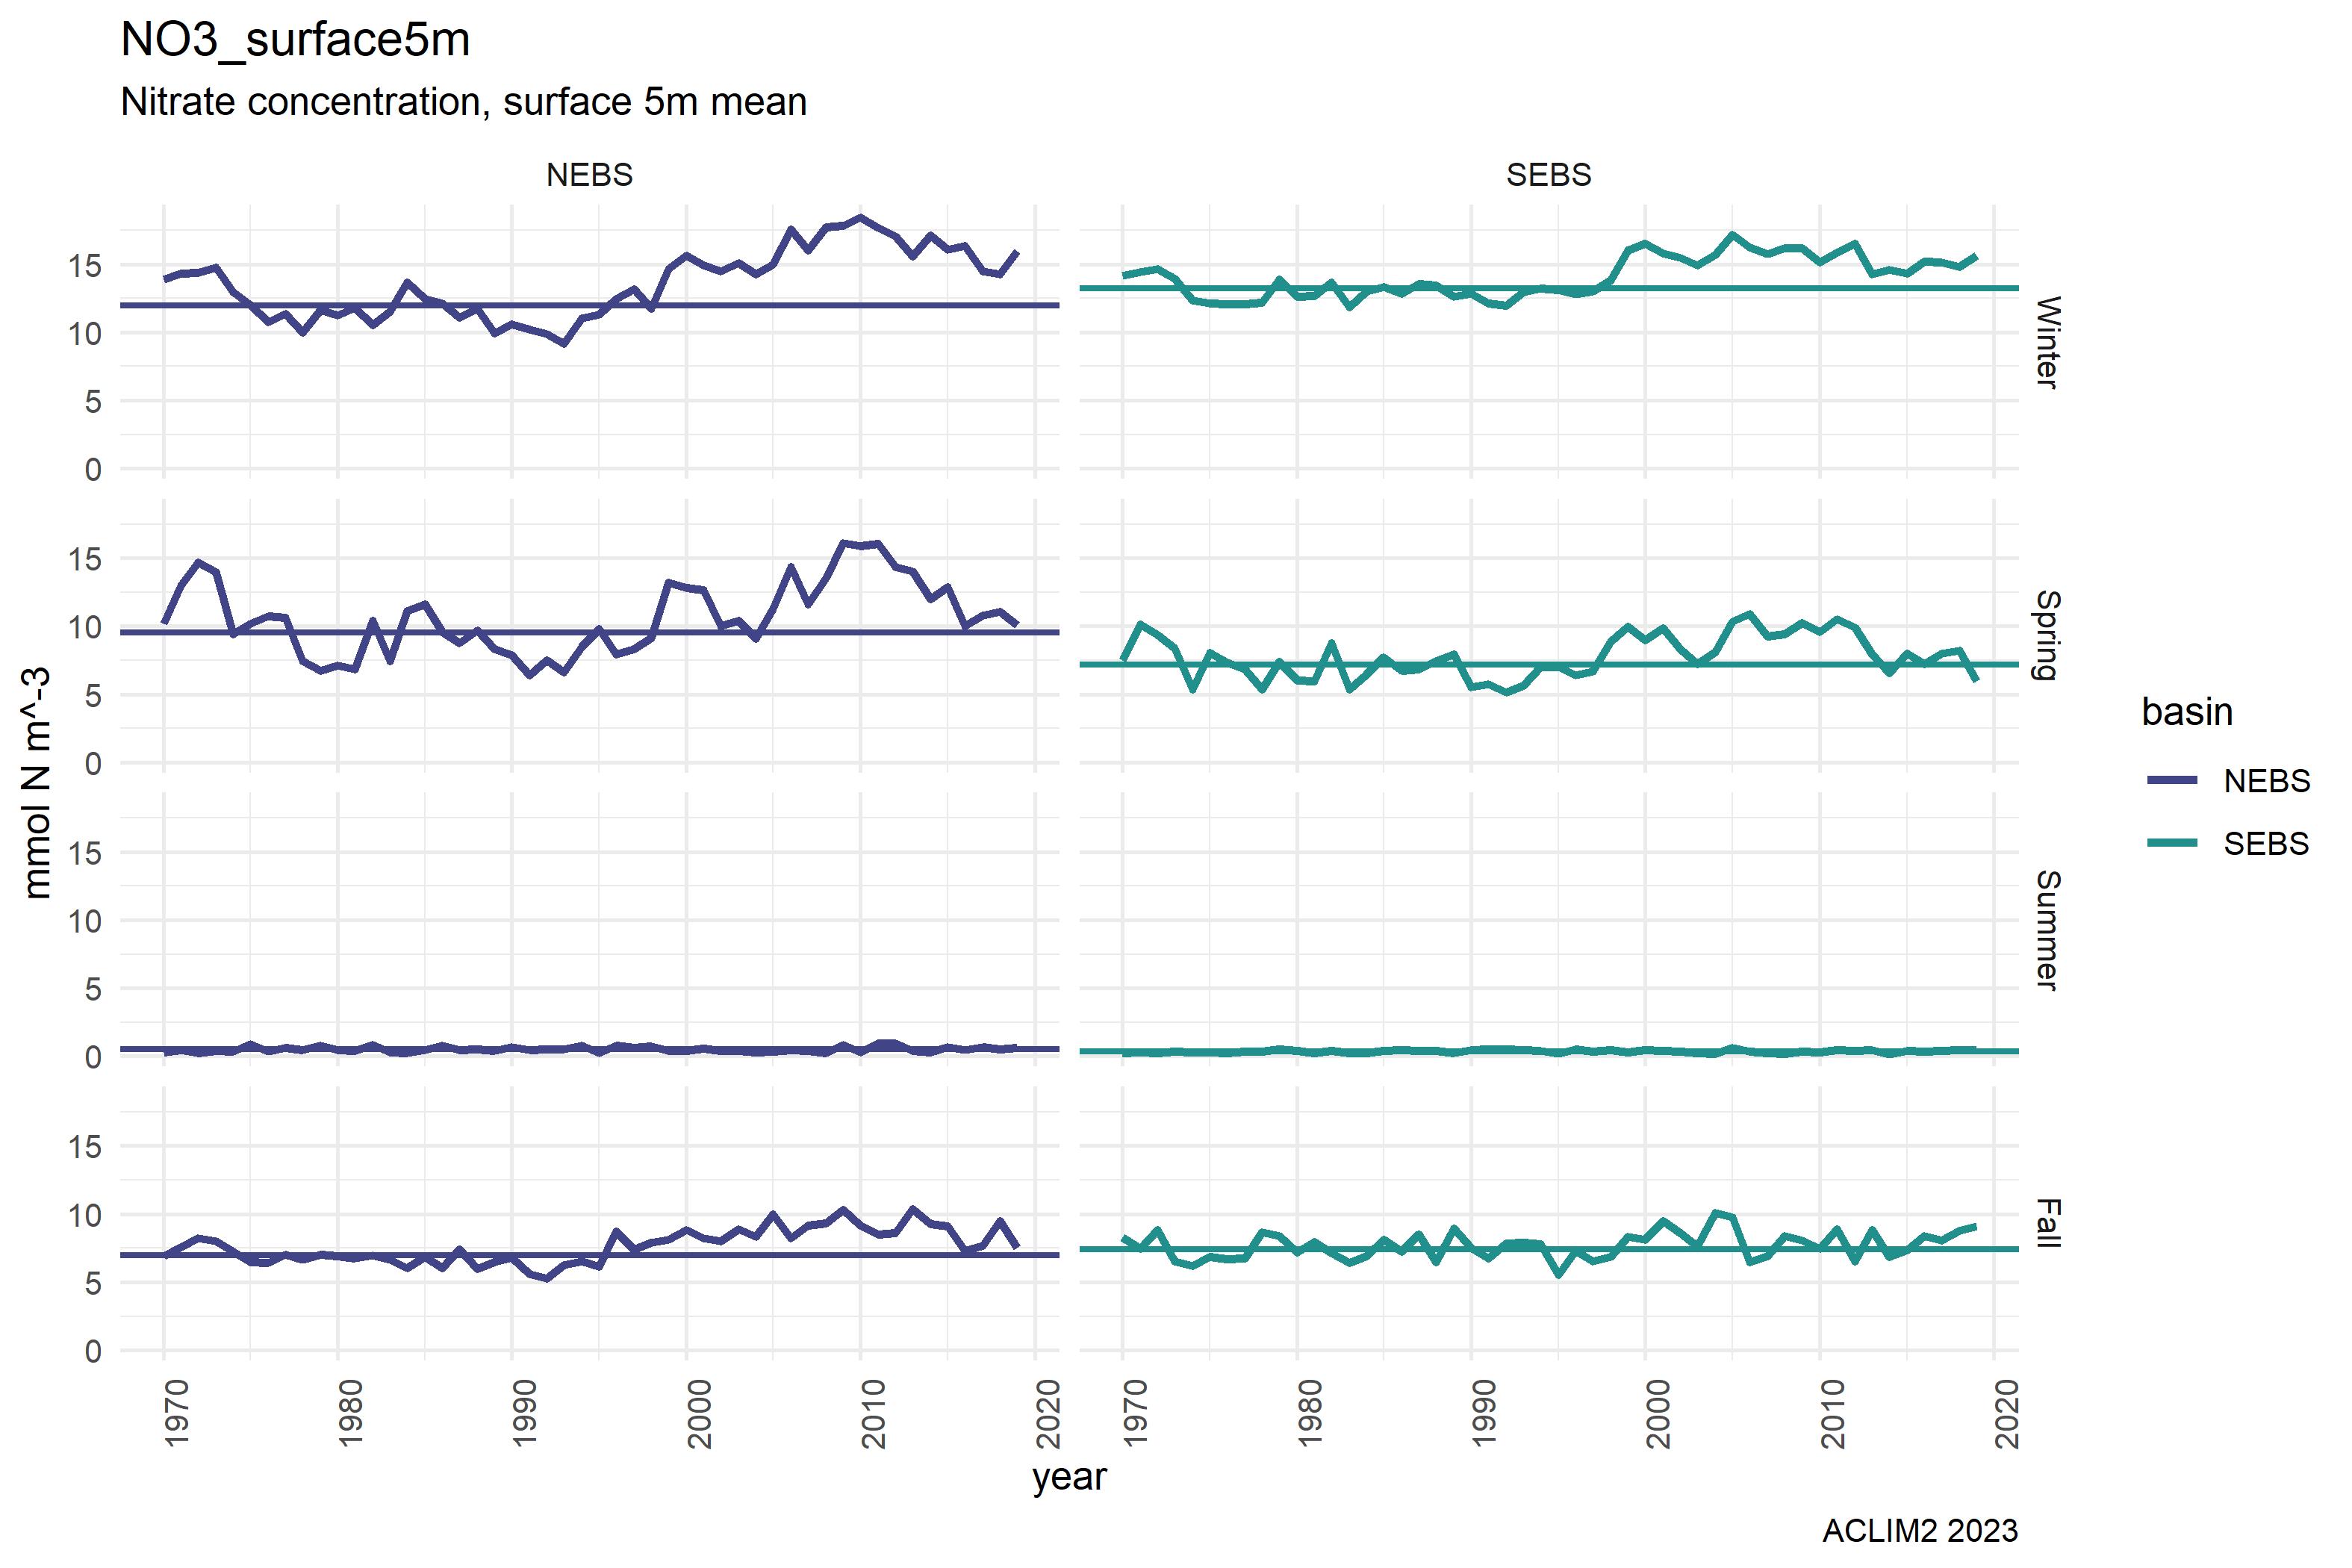 NO3_surface5m
Nitrate concentration, surface 5m mean
NEBS
SEBS
15
10
5
0
Winter
15
10
5
0
Spring
15
10
5
0
Summer
15
10
5
0
Fall
mmol N m^-3
1970
1980
1990
2000
2010
2020
1970
1980
1990
2000
2010
2020
year
basin
NEBS
SEBS
ACLIM2 2023